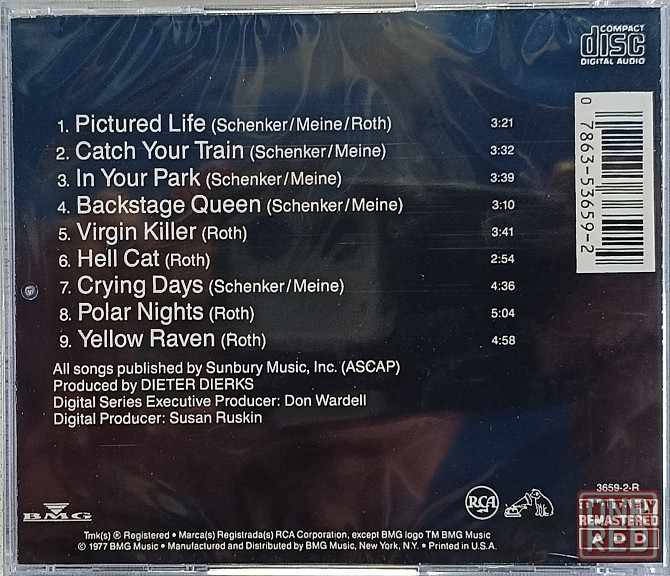 COMPACT
disc
DIGITAL AUDIO
0 7863-53659-2
1. Pictured Life (Schenker/Meine/Roth) 3:21
2. Catch Your Train (Schenker/Meine) 3:32
3. In Your Park (Schenker/Meine) 3:39
4. Backstage Queen (Schenker/Meine) 3:10
5. Virgin Killer (Roth) 3:41
6. Hell Cat (Roth) 2:54
7. Crying Days (Schenker/Meine) 4:36
8. Polar Nights (Roth) 5:04
9. Yellow Raven (Roth) 4:58
All songs published by Sunbury Music, Inc. (ASCAP)
Produced by DIETER DIERKS
Digital Series Executive Producer: Don Wardell
Digital Producer: Susan Ruskin
3659-2-R
BMG
RCA
REMASTERED
ADD
Tmk(s) ® Registered • Marca(s) Registrada(s) RCA Corporation, except BMG logo TM BMG Music
© 1977 BMG Music • Manufactured and Distributed by BMG Music, New York, N.Y. • Printed in U.S.A.